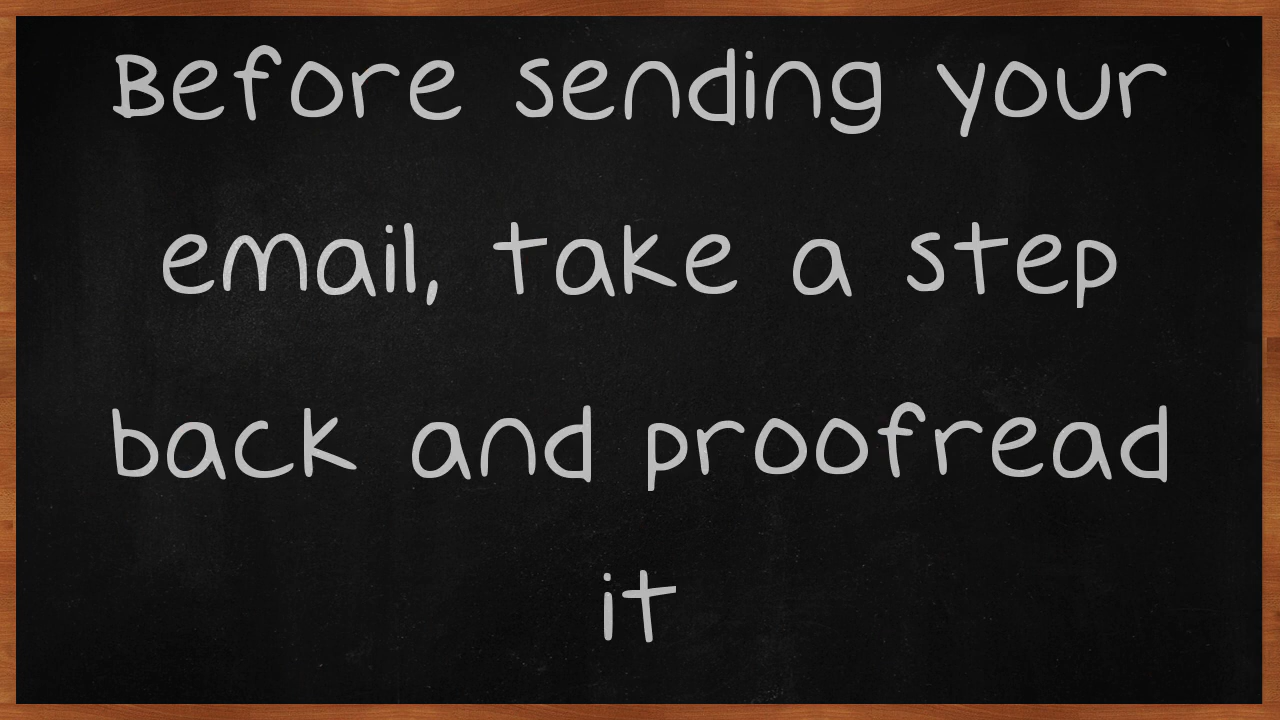 Before sending your
email, take a step
back and proofread
it